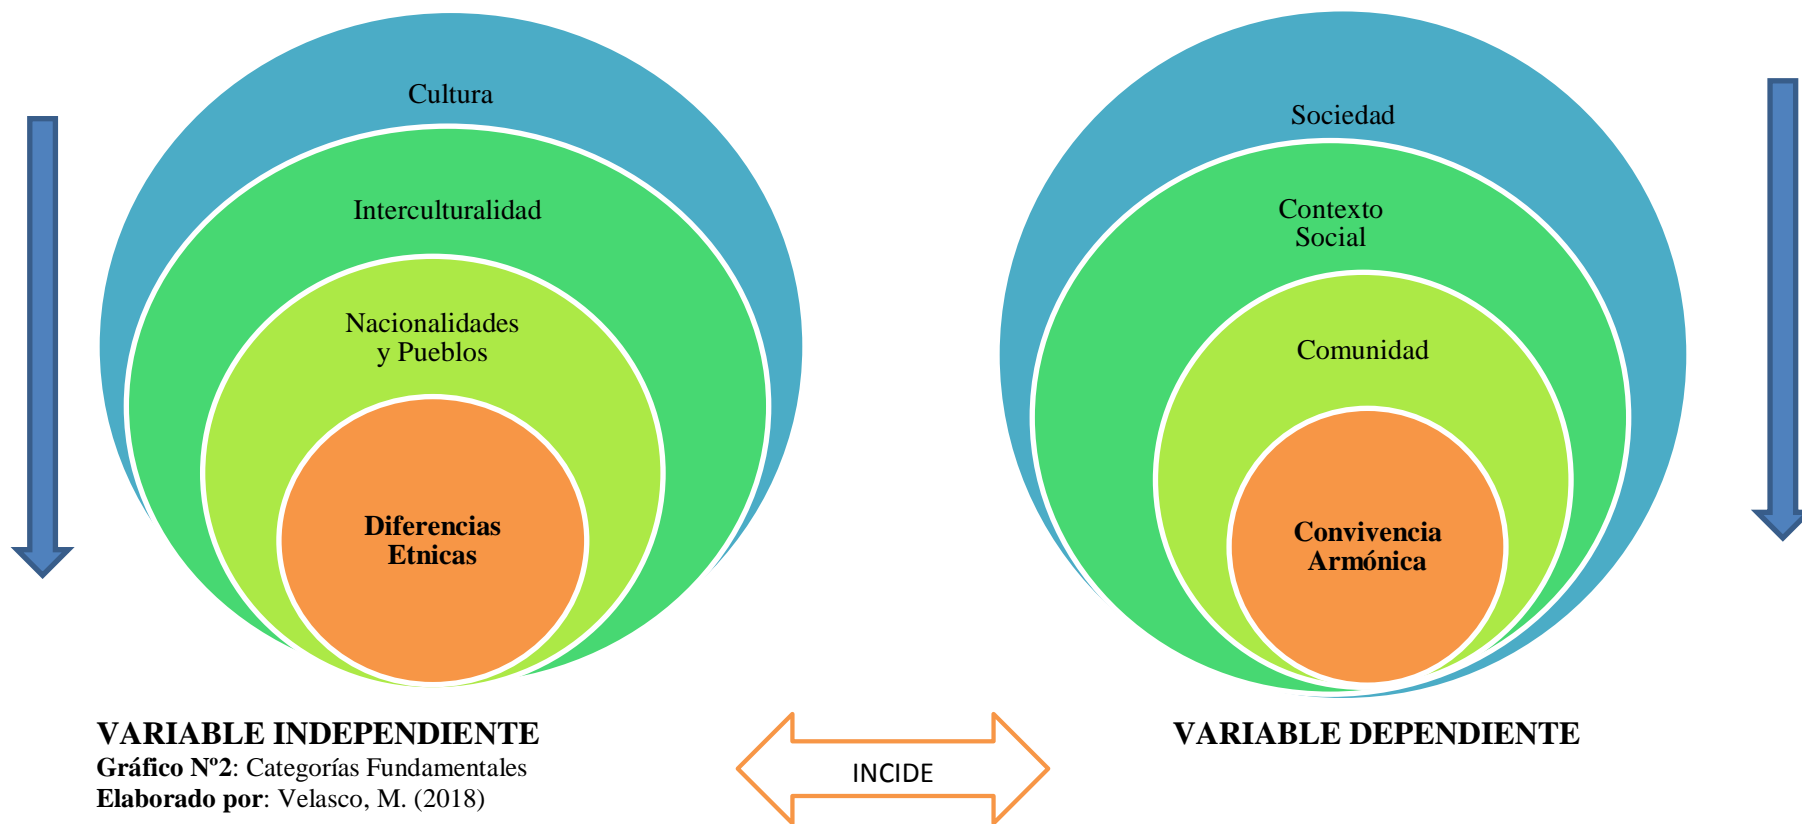 Cultura
Interculturalidad
Nacionalidades
y Pueblos
Diferencias
Etnicas
Sociedad
Contexto
Social
Comunidad
Convivencia
Armónica
VARIABLE INDEPENDIENTE
Gráfico Nº2: Categorías Fundamentales
Elaborado por: Velasco, M. (2018)
INCIDE
VARIABLE DEPENDIENTE